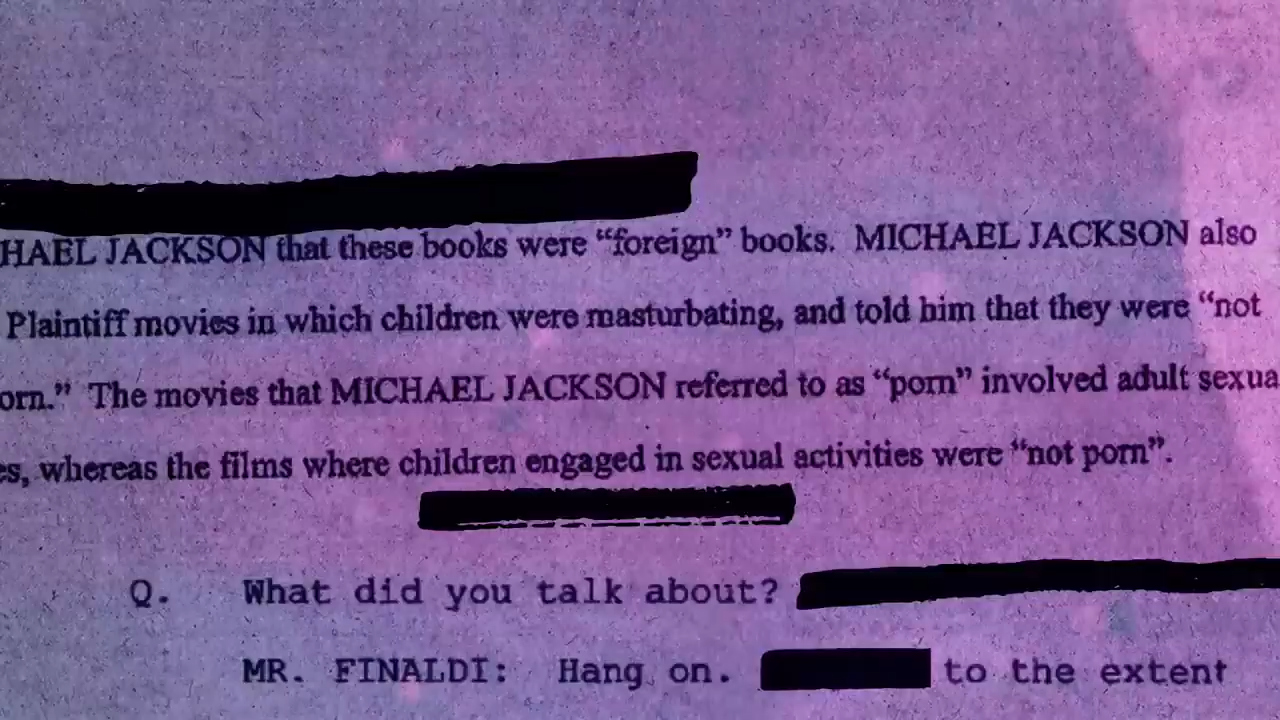 HAEL JACKSON that these books were “foreign” books. MICHAEL JACKSON also
Plaintiff movies in which children were masturbating, and told him that they were “not
orn.” The movies that MICHAEL JACKSON referred to as “porn” involved adult sexua
es, whereas the films where children engaged in sexual activities were “not porn”.
Q. What did you talk about?
MR. FINALDI: Hang on. to the extent